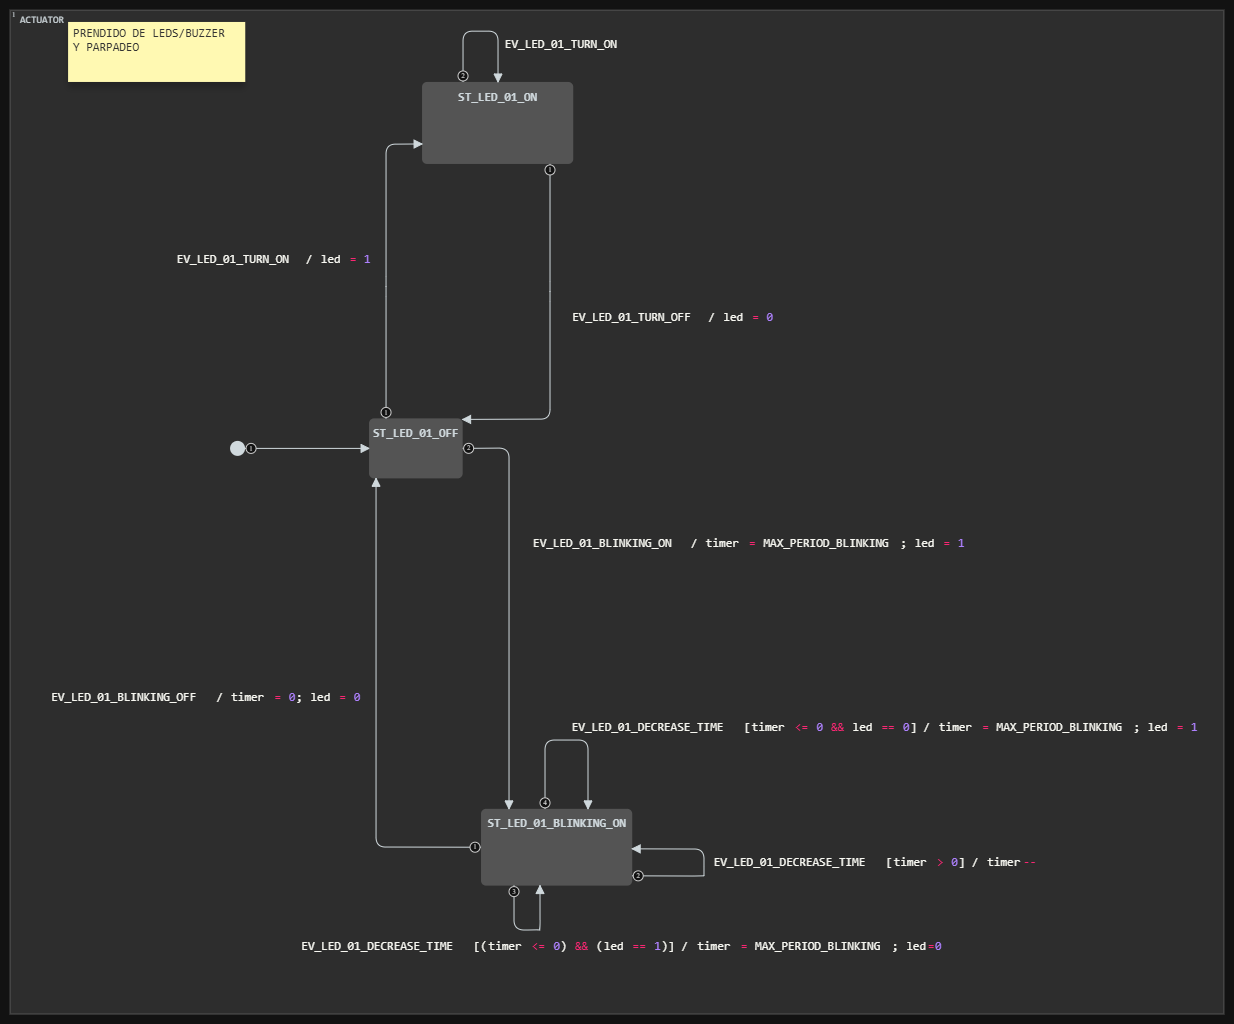 1
ACTUATOR
PRENDIDO DE LEDS/BUZZER
Y PARPADEO
EV_LED_01_TURN_ON
2
ST_LED_01_ON
1
EV_LED_01_TURN_ON / led = 1
EV_LED_01_TURN_OFF / led = 0
1
ST_LED_01_OFF
1
2
EV_LED_01_BLINKING_ON / timer = MAX_PERIOD_BLINKING ; led = 1
EV_LED_01_BLINKING_OFF / timer = 0; led = 0
EV_LED_01_DECREASE_TIME [timer <= 0 && led == 0] / timer = MAX_PERIOD_BLINKING ; led = 1
4
ST_LED_01_BLINKING_ON
1
EV_LED_01_DECREASE_TIME [timer > 0] / timer--
2
3
EV_LED_01_DECREASE_TIME [(timer <= 0) && (led == 1)] / timer = MAX_PERIOD_BLINKING ; led=0